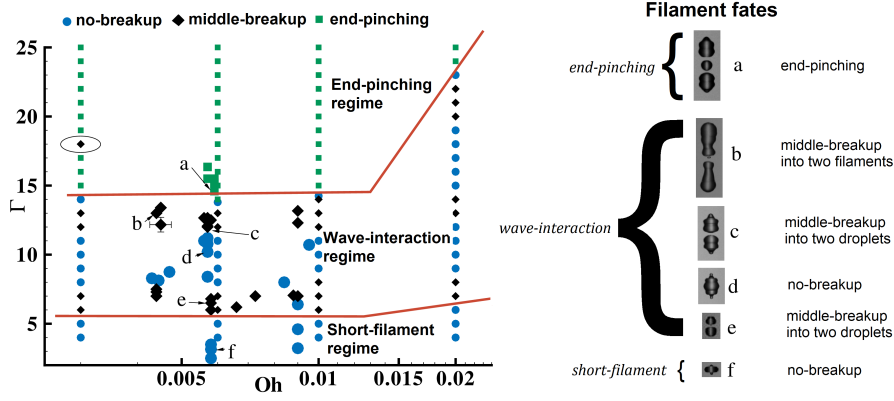 no-breakup middle-breakup end-pinching
25
20
Γ
15
10
5
End-pinching
regime
a
b
c
Wave-interaction
regime
d
e
Short-filament
regime
f
0.005 0.01 0.015 0.02
Oh
Filament fates
end-pinching a end-pinching
b middle-breakup
into two filaments
wave-interaction
c middle-breakup
into two droplets
d no-breakup
e middle-breakup
into two droplets
short-filament f no-breakup